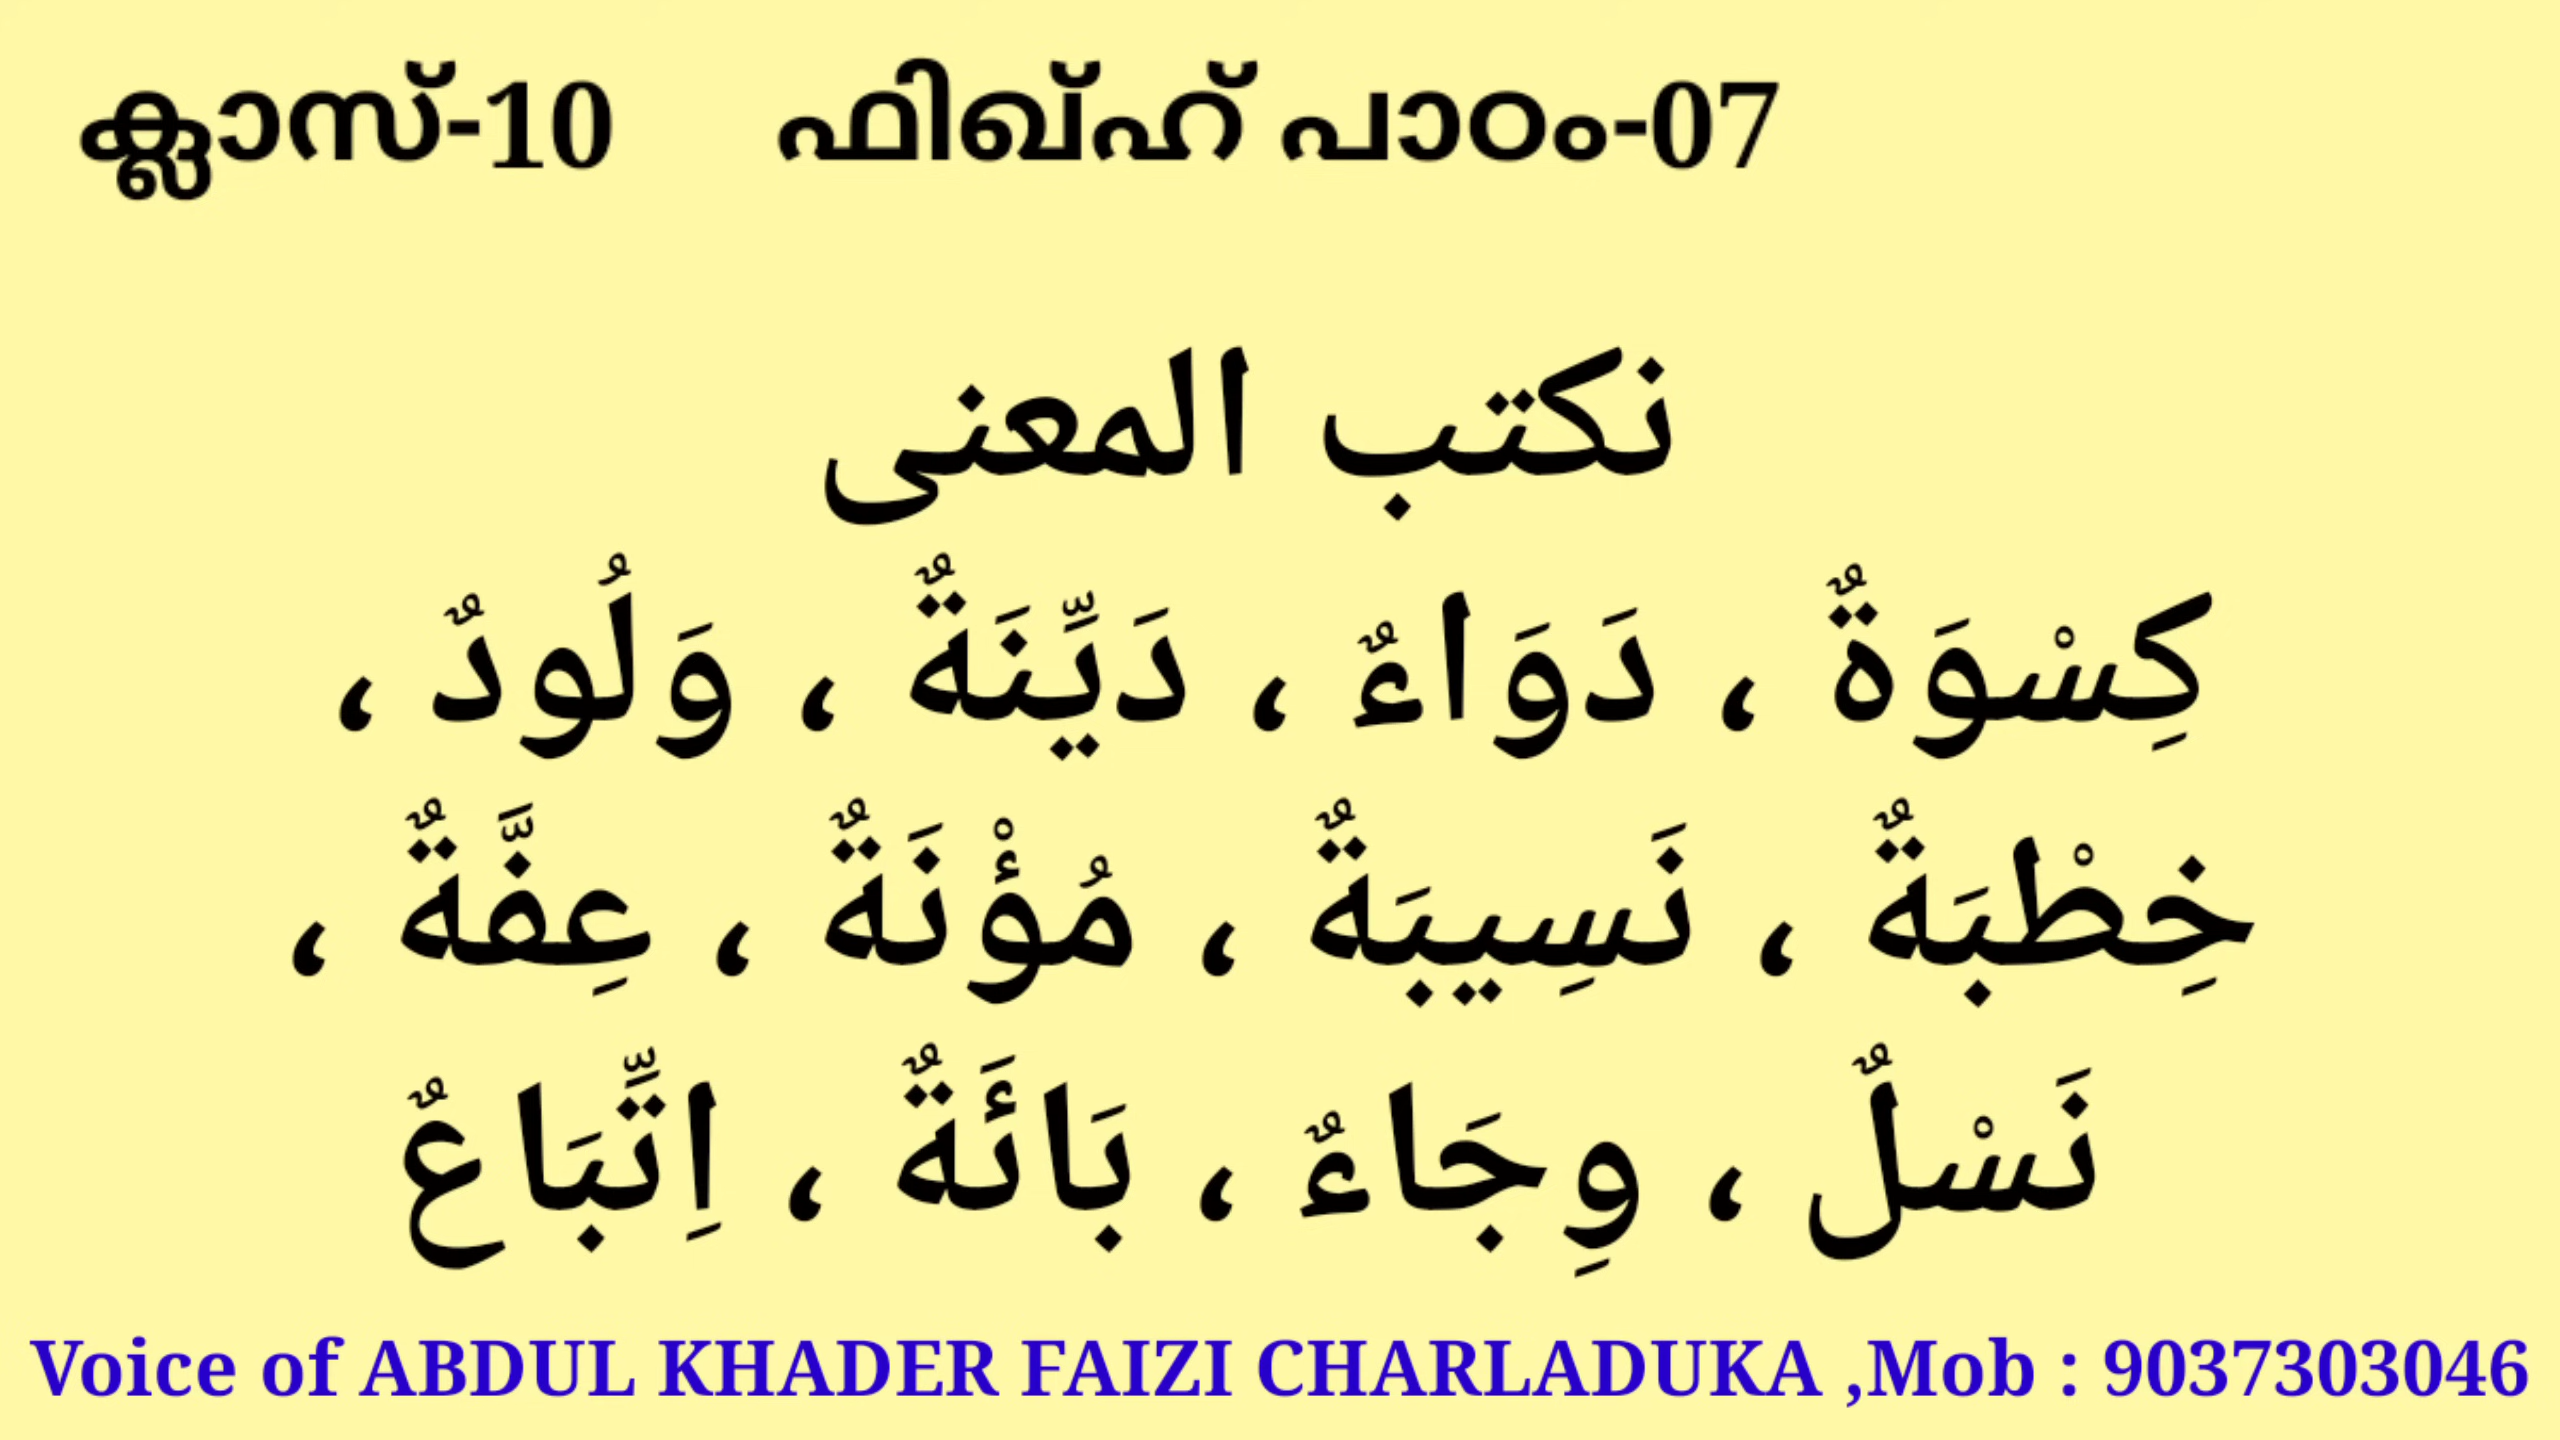 ക്ലാസ്-10 ഫിഖ്ഹ് പാഠം-07
نكتب المعنى
كِسْوَةٌ ، دَوَاءٌ ، دَيِّنَةٌ ، وَلُودٌ ،
خِطْبَةٌ ، نَسِيبَةٌ ، مُؤْنَةٌ ، عِفَّةٌ ،
نَسْلٌ ، وِجَاءٌ ، بَائَةٌ ، اِتِّبَاعٌ
Voice of ABDUL KHADER FAIZI CHARLADUKA ,Mob : 9037303046